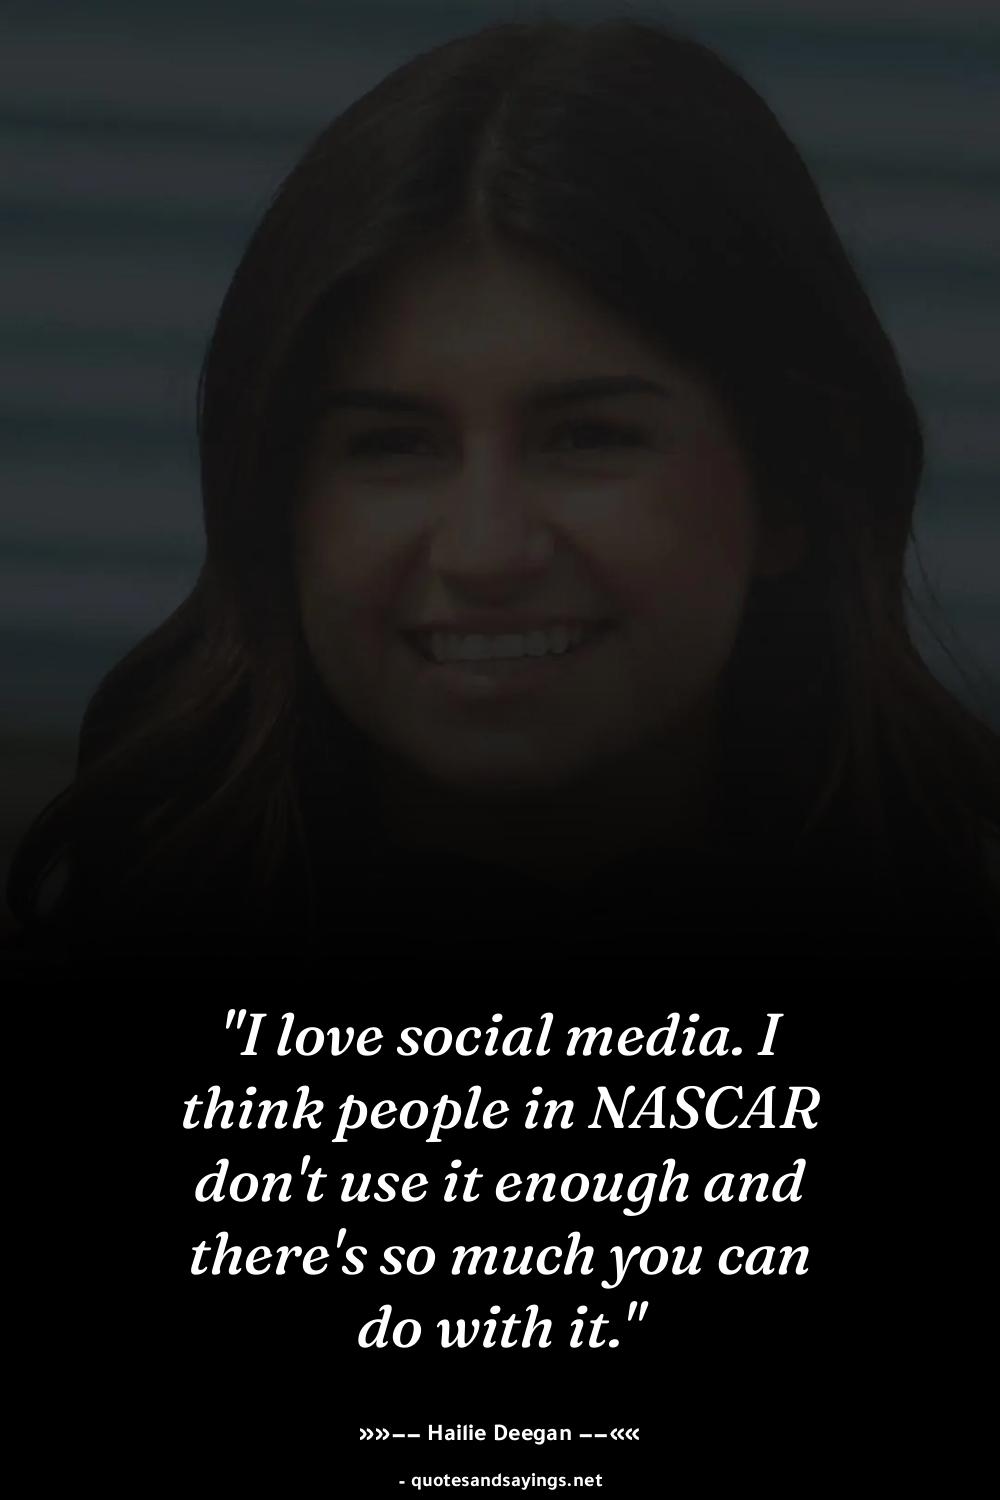 "I love social media. I
think people in NASCAR
don't use it enough and
there's so much you can
do with it."
»»−− Hailie Deegan −−««
- quotesandsayings.net